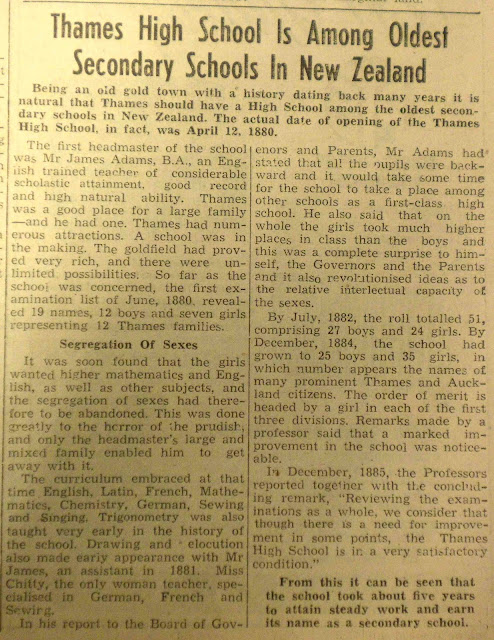 Thames High School Is Among Oldest
Secondary Schools In New Zealand
Being an old gold town with a history dating back many years it is
natural that Thames should have a High School among the oldest secon-
dary schools in New Zealand. The actual date of opening of the Thames
High School, in fact, was April 12, 1880.
The first headmaster of the school
was Mr James Adams, B.A., an Eng-
lish trained teacher of considerable
scholastic attainment, good record
and high natural ability. Thames
was a good place for a large family
—and he had one. Thames had num-
erous attractions. A school was in
the making. The goldfield had prov-
ed very rich, and there were un-
limited possibilities. So far as the
school was concerned, the first ex-
amination list of June, 1880, reveal-
ed 19 names, 12 boys and seven girls
representing 12 Thames families.
Segregation Of Sexes
It was soon found that the girls
wanted higher mathematics and Eng-
lish, as well as other subjects, and
the segregation of sexes had there-
fore to be abandoned. This was done
greatly to the horror of the prudish,
and only the headmaster's large and
mixed family enabled him to get
away with it.
The curriculum embraced at that
time English, Latin, French, Mathe-
matics, Chemistry, German, Sewing
and Singing. Trigonometry was also
taught very early in the history of
the school. Drawing and elocution
also made early appearance with Mr
James, an assistant in 1881. Miss
Chitty, the only woman teacher, spe-
cialised in German, French and
Sewing.
In his report to the Board of Gov-
enors and Parents, Mr Adams had
stated that all the pupils were back-
ward and it would take some time
for the school to take a place among
other schools as a first-class high
school. He also said that on the
whole the girls took much higher
places in class than the boys and
this was a complete surprise to him-
self, the Governors and the Parents
and it also revolutionised ideas as to
the relative intellectual capacity of
the sexes.
By July, 1882, the roll totalled 51,
comprising 27 boys and 24 girls. By
December, 1884, the school had
grown to 25 boys and 35 girls, in
which number appears the names of
many prominent Thames and Auck-
land citizens. The order of merit is
headed by a girl in each of the first
three divisions. Remarks made by a
professor said that a marked im-
provement in the school was notice-
able.
In December, 1885, the Professors
reported together with the conclud-
ing remark, "Reviewing the exam-
inations as a whole, we consider that
though there is a need for improve-
ment in some points, the Thames
High School is in a very satisfactory
condition."
From this it can be seen that
the school took about five years
to attain steady work and earn
its name as a secondary school.